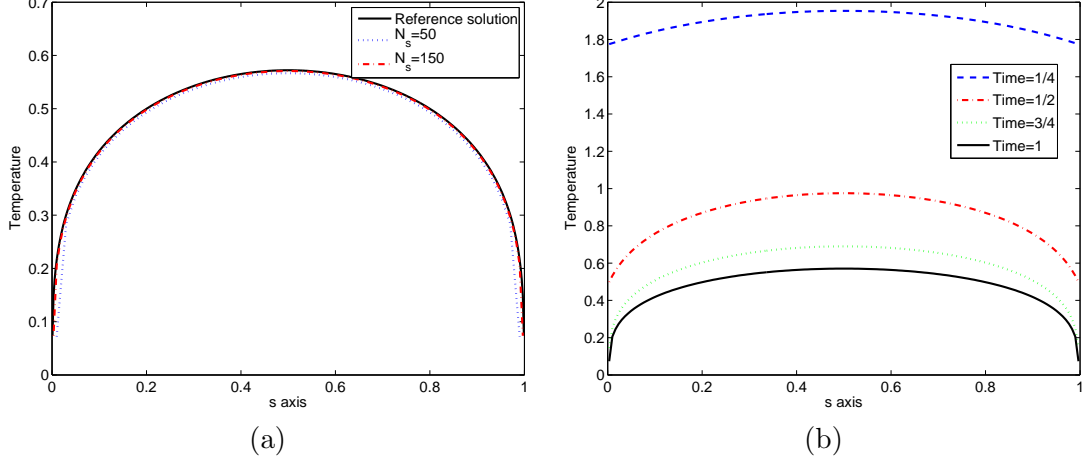 0.7
0.6
0.5
0.4
0.3
0.2
0.1
0
Temperature
Reference solution
N_s=50
N_s=150
0 0.2 0.4 0.6 0.8 1
s axis
(a)
2
1.8
1.6
1.4
1.2
1
0.8
0.6
0.4
0.2
0
Temperature
Time=1/4
Time=1/2
Time=3/4
Time=1
0 0.2 0.4 0.6 0.8 1
s axis
(b)